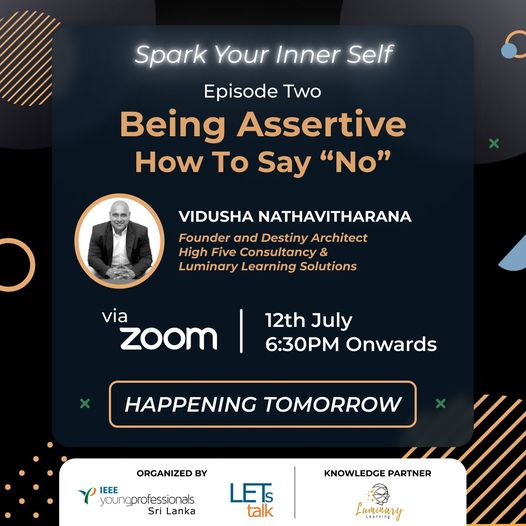 Spark Your Inner Self
Episode Two
Being Assertive
How To Say “No”
VIDUSHA NATHAVITHARANA
Founder and Destiny Architect
High Five Consultancy &
Luminary Learning Solutions
via
zoom
12th July
6:30PM Onwards
HAPPENING TOMORROW
ORGANIZED BY
IEEE
youngprofessionals
Sri Lanka
LETs
talk
KNOWLEDGE PARTNER
Luminary
Learning